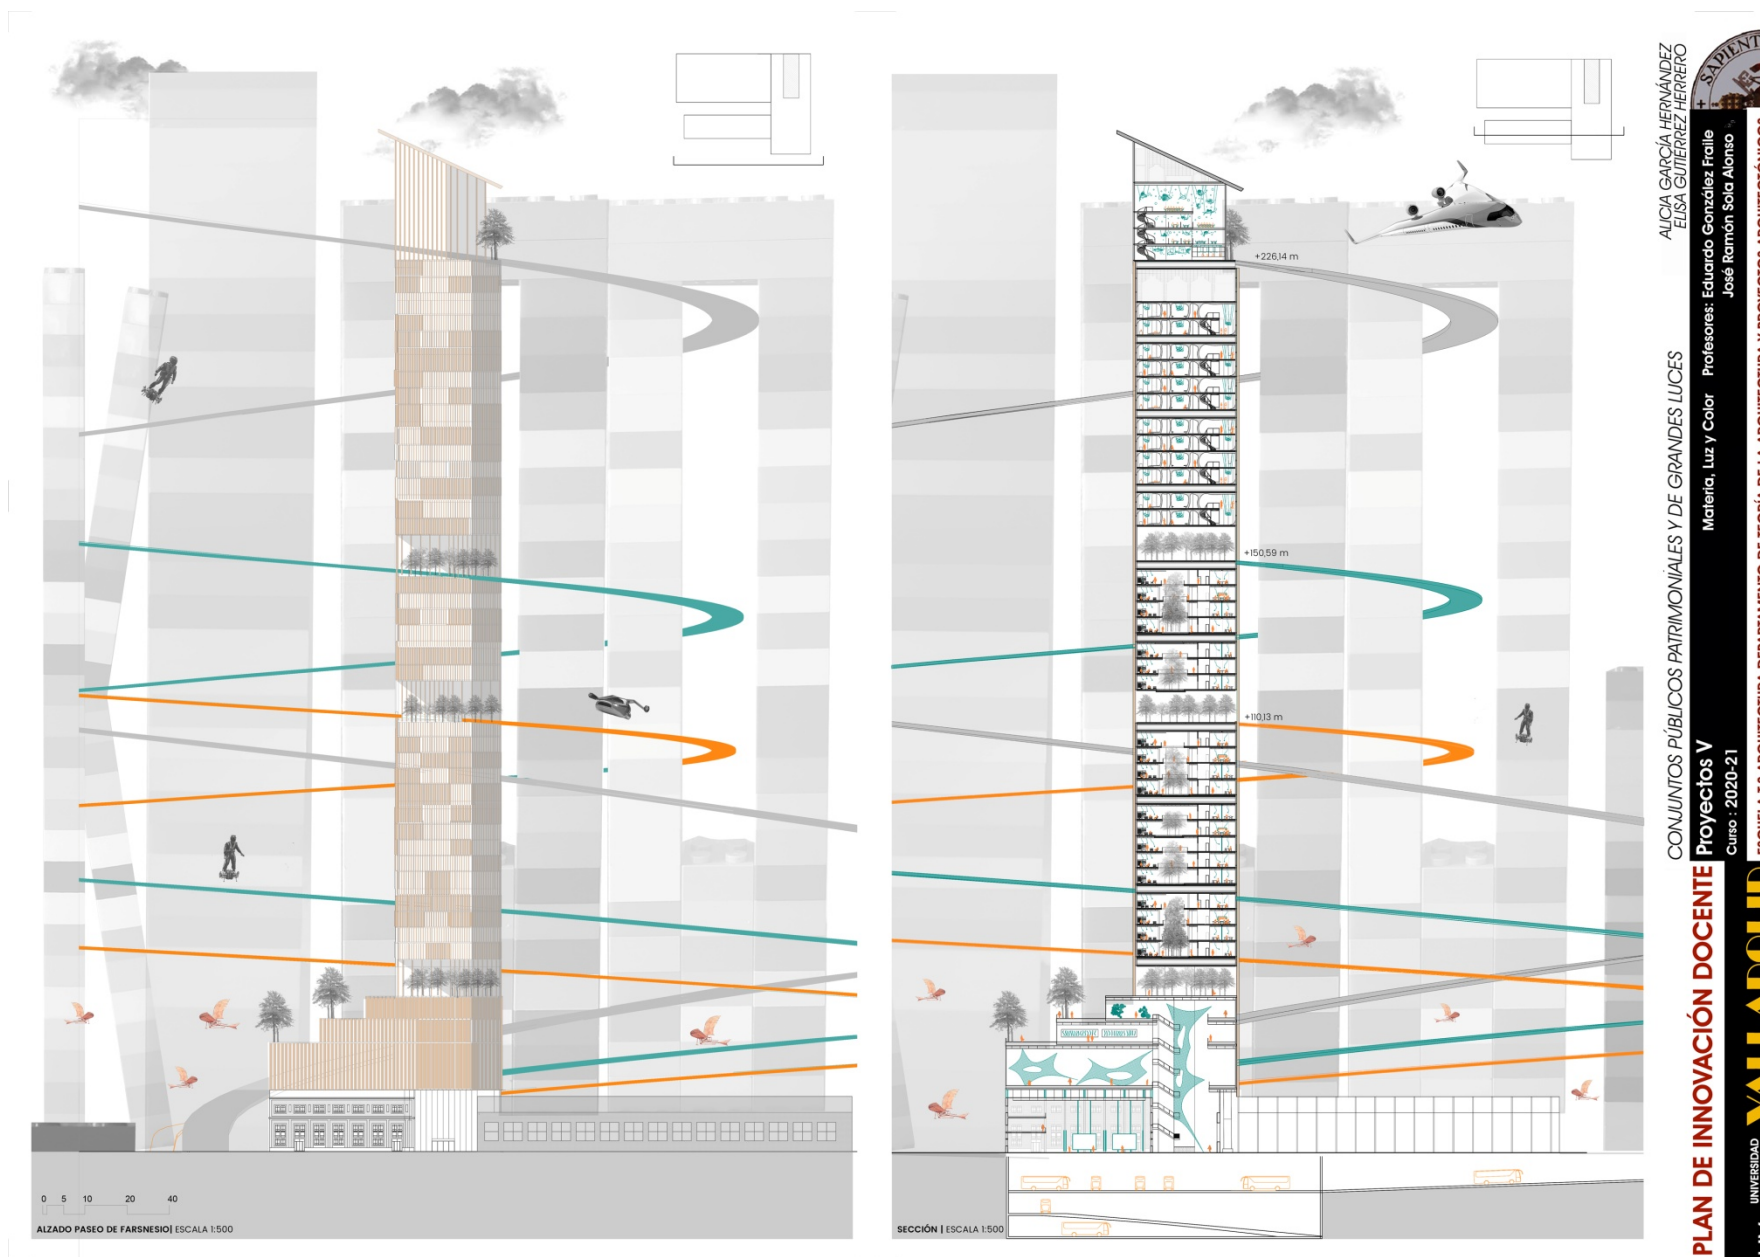 0 5 10 20 40
ALZADO PASEO DE FARSNESIO| ESCALA 1:500
+226,14 m
+150,59 m
+110,13 m
SECCIÓN | ESCALA 1:500
ALICIA GARCÍA HERNÁNDEZ
ELISA GUTIÉRREZ HERRERO
CONJUNTOS PÚBLICOS PATRIMONIALES Y DE GRANDES LUCES
PLAN DE INNOVACIÓN DOCENTE
Proyectos V
Materia, Luz y Color
Profesores: Eduardo González Fraile
José Ramón Sola Alonso
Curso : 2020-21
SAPIENT
UNIVERSIDAD